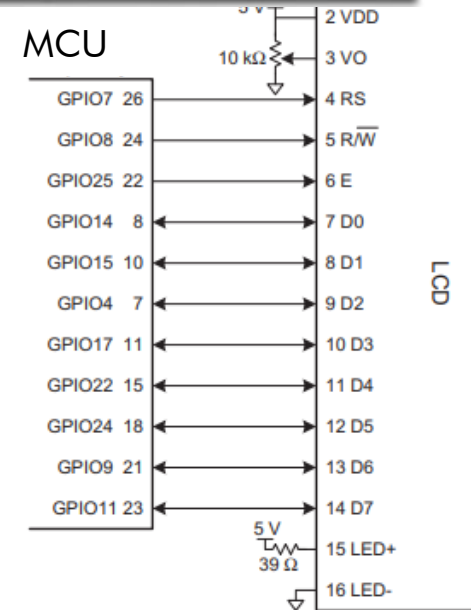 5 V
2 VDD
MCU
10 kΩ
3 VO
GPIO7 26
4 RS
GPIO8 24
5 R/W̅
GPIO25 22
6 E
GPIO14 8
7 D0
GPIO15 10
8 D1
GPIO4 7
9 D2
GPIO17 11
10 D3
GPIO22 15
11 D4
GPIO24 18
12 D5
GPIO9 21
13 D6
GPIO11 23
14 D7
LCD
5 V
39 Ω
15 LED+
16 LED-